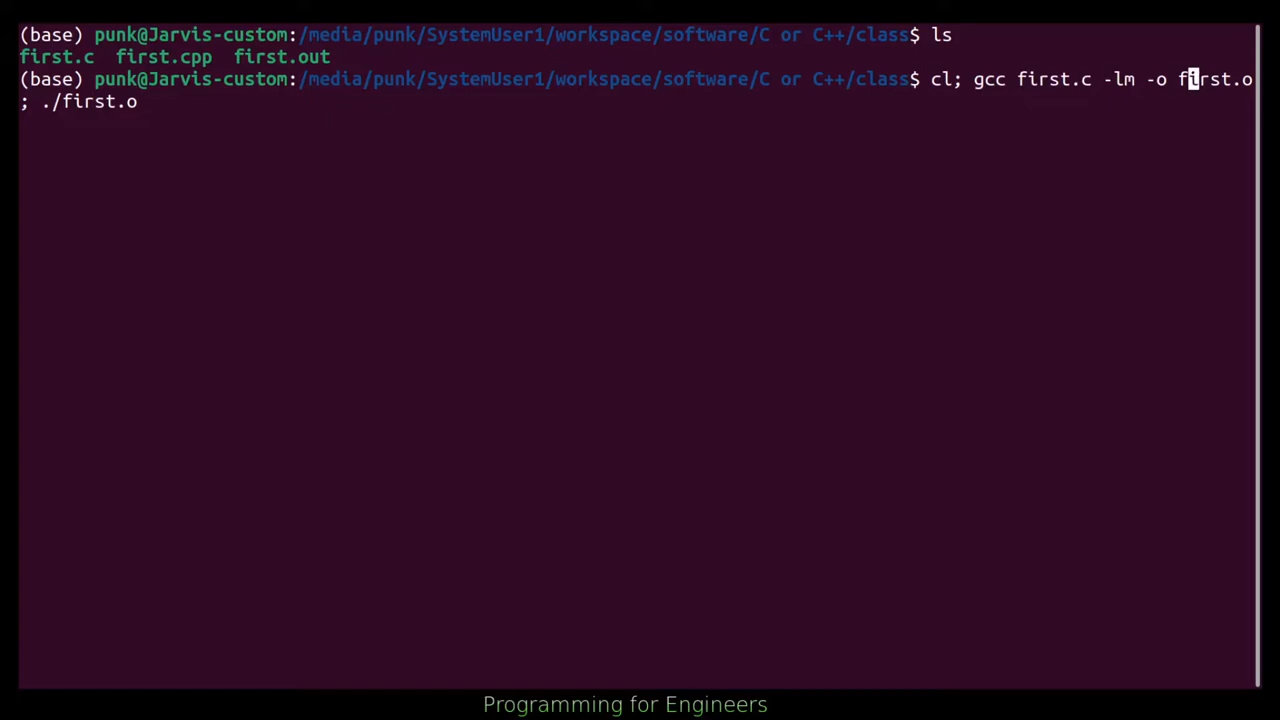 (base) punk@Jarvis-custom:/media/punk/SystemUser1/workspace/software/C or C++/class$ ls
first.c  first.cpp  first.out
(base) punk@Jarvis-custom:/media/punk/SystemUser1/workspace/software/C or C++/class$ cl; gcc first.c -lm -o first.o
; ./first.o
Programming for Engineers